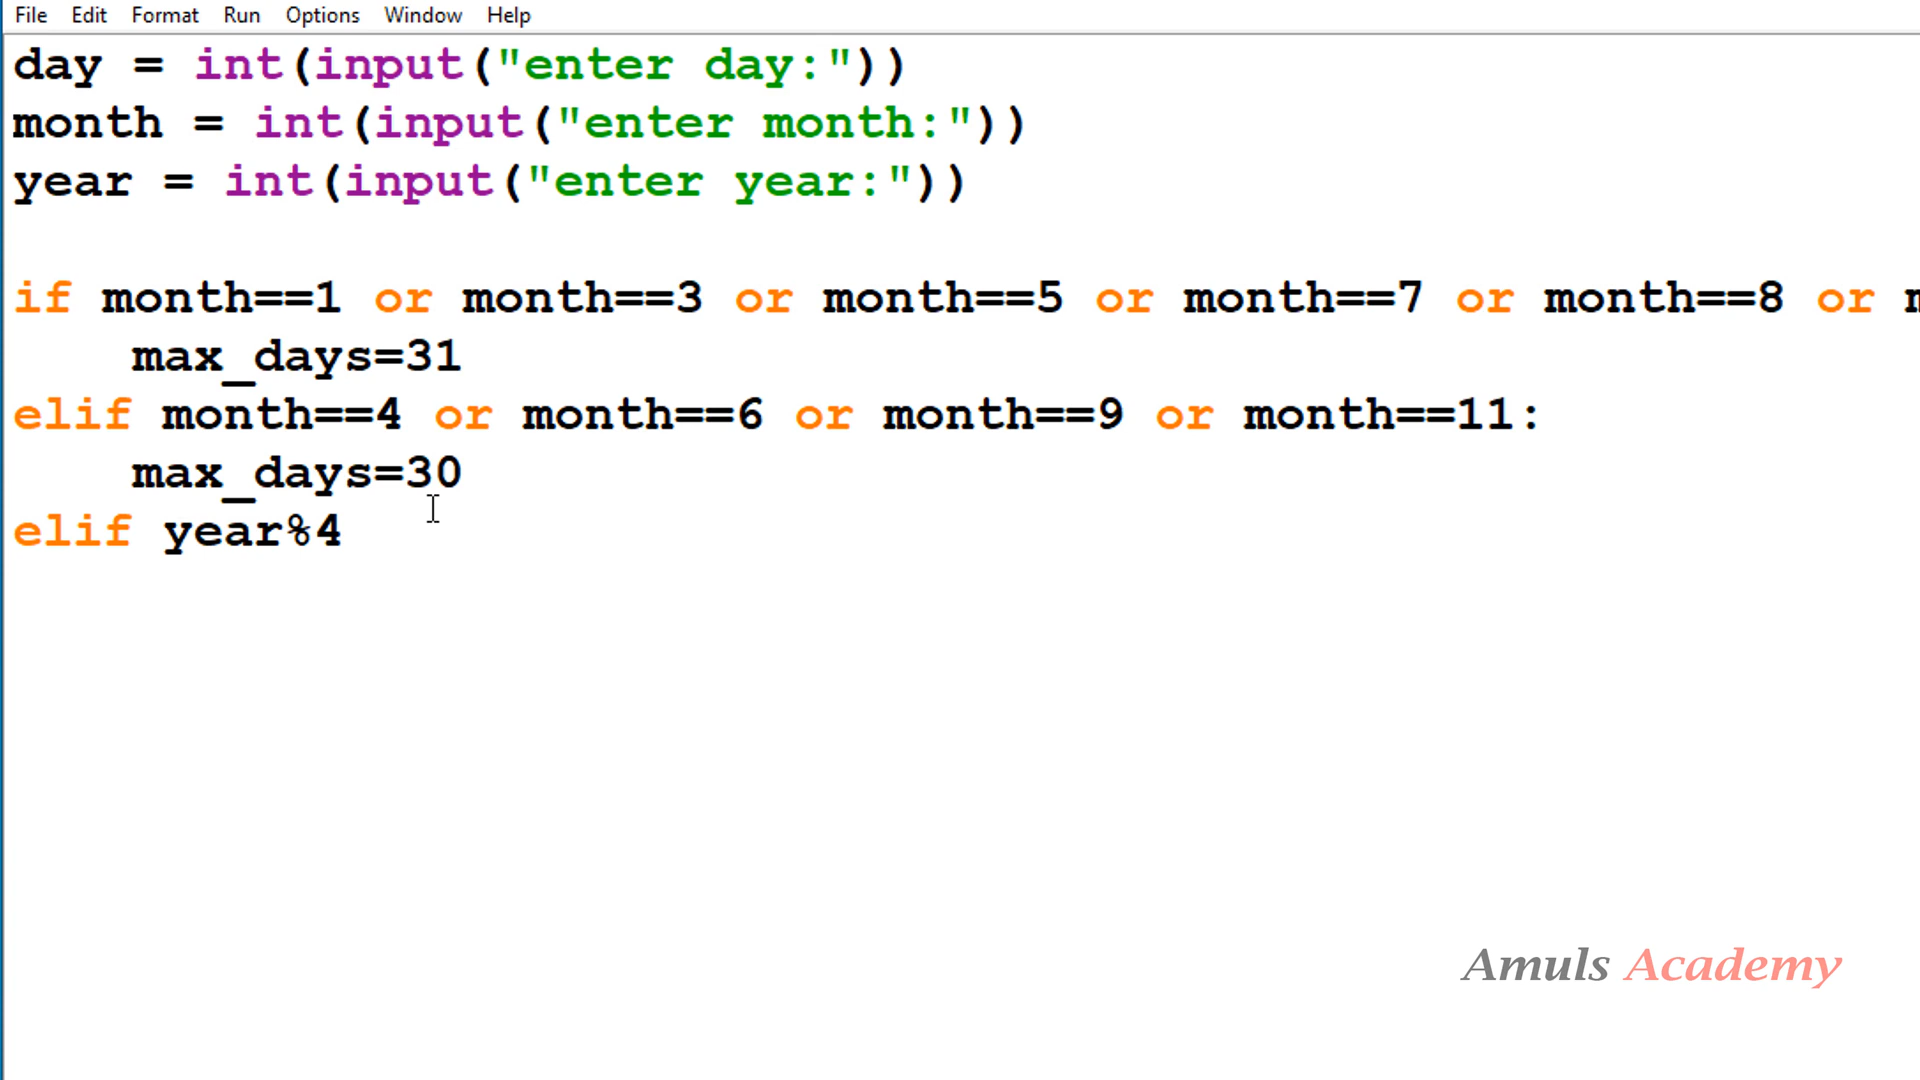 File Edit Format Run Options Window Help
day = int(input("enter day:"))
month = int(input("enter month:"))
year = int(input("enter year:"))
if month==1 or month==3 or month==5 or month==7 or month==8 or
max_days=31
elif month==4 or month==6 or month==9 or month==11:
max_days=30
elif year%4
Amuls Academy